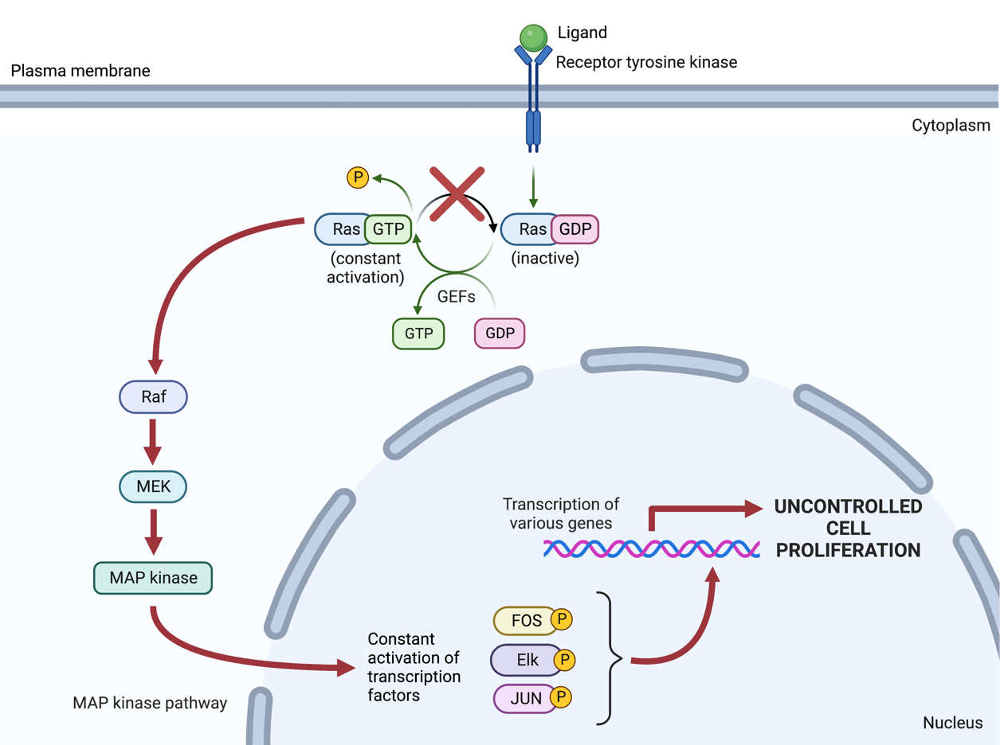 Ligand
Receptor tyrosine kinase
Plasma membrane
Cytoplasm
P
Ras
GTP
Ras
GDP
(constant
activation)
(inactive)
GEFs
GTP
GDP
Raf
MEK
MAP kinase
Transcription of
various genes
UNCONTROLLED
CELL
PROLIFERATION
Constant
activation of
transcription
factors
FOS
P
Elk
P
JUN
P
MAP kinase pathway
Nucleus